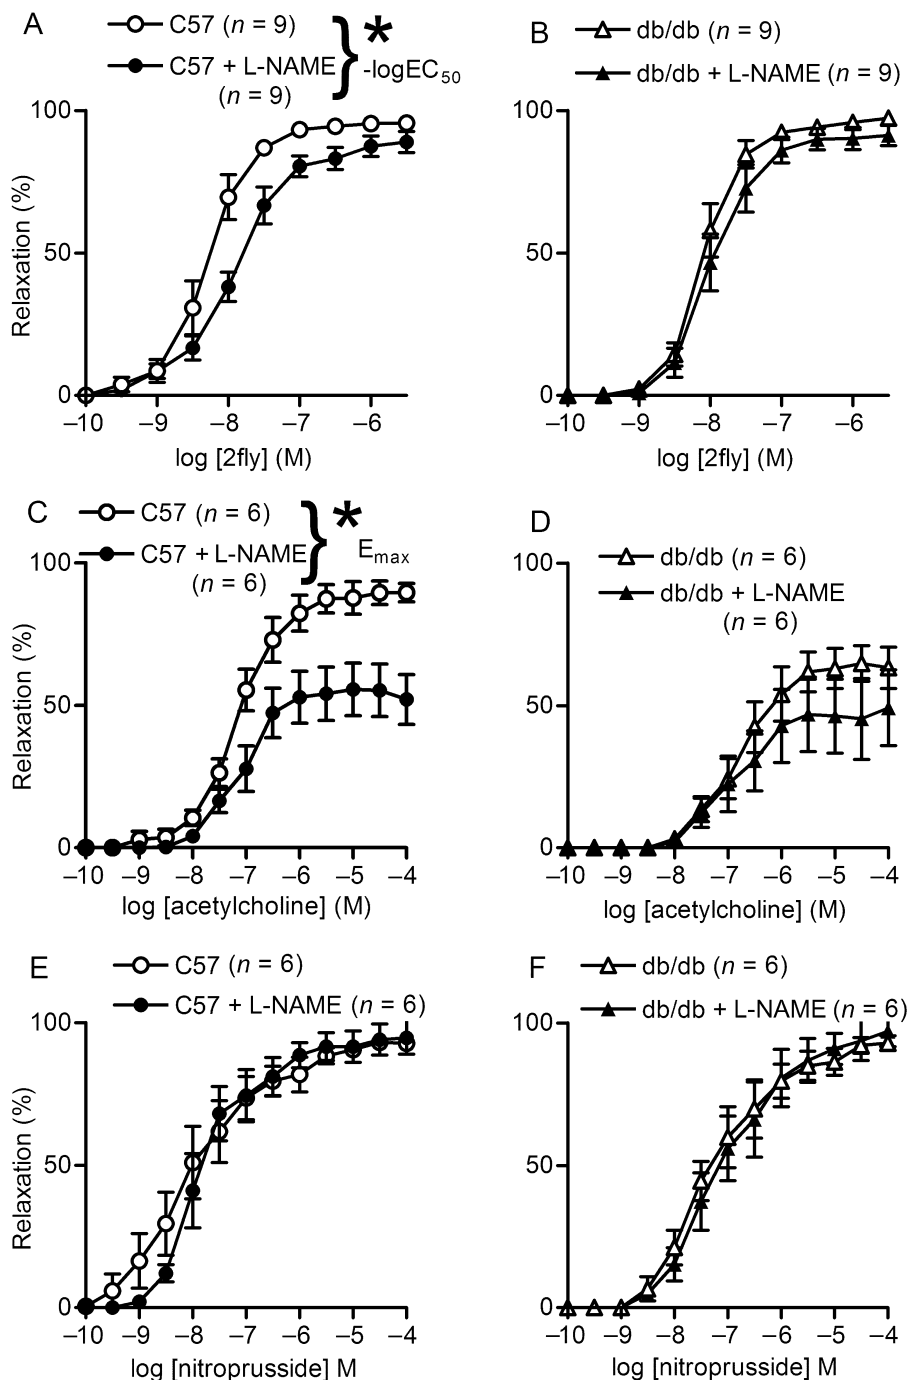 A
C57 (n = 9)
C57 + L-NAME
(n = 9)
} * -logEC50
100
50
0
Relaxation (%)
–10 –9 –8 –7 –6
log [2fly] (M)
B
db/db (n = 9)
db/db + L-NAME (n = 9)
100
50
0
–10 –9 –8 –7 –6
log [2fly] (M)
C
C57 (n = 6)
C57 + L-NAME
(n = 6)
} * Emax
100
50
0
Relaxation (%)
–10 –9 –8 –7 –6 –5 –4
log [acetylcholine] (M)
D
db/db (n = 6)
db/db + L-NAME
(n = 6)
100
50
0
–10 –9 –8 –7 –6 –5 –4
log [acetylcholine] (M)
E
C57 (n = 6)
C57 + L-NAME (n = 6)
100
50
0
Relaxation (%)
–10 –9 –8 –7 –6 –5 –4
log [nitroprusside] M
F
db/db (n = 6)
db/db + L-NAME (n = 6)
100
50
0
–10 –9 –8 –7 –6 –5 –4
log [nitroprusside] M